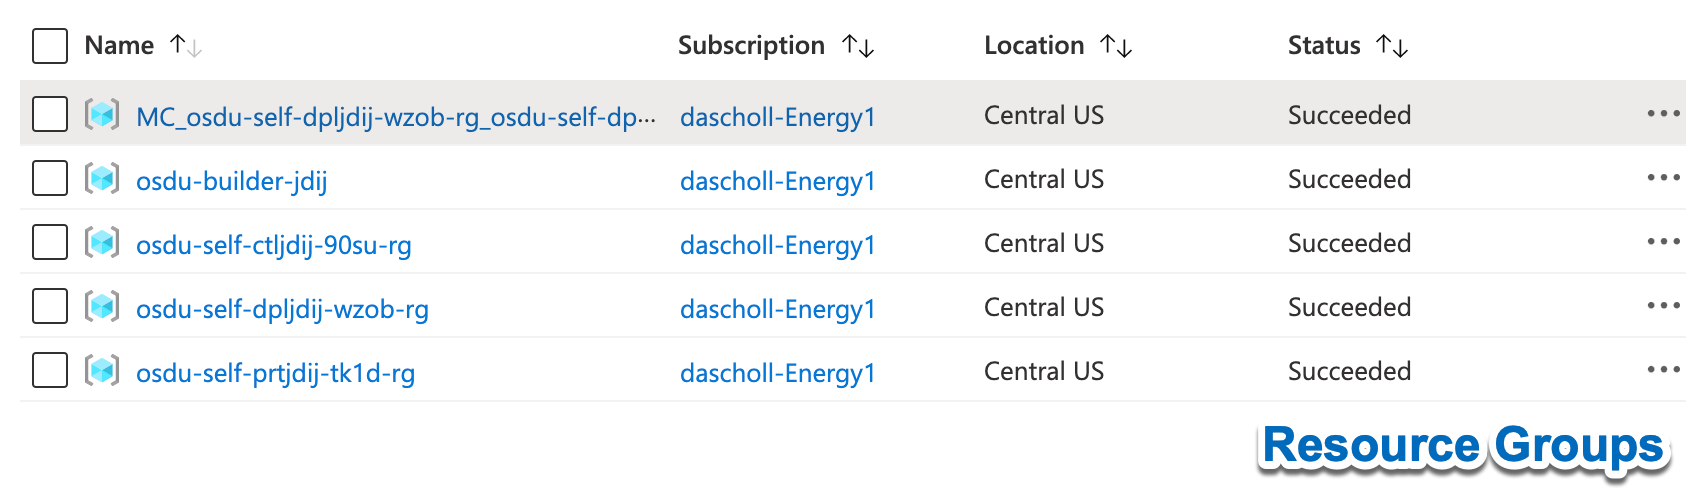 Name Subscription Location Status
MC_osdu-self-dpljdij-wzob-rg_osdu-self-dp... dascholl-Energy1 Central US Succeeded
osdu-builder-jdij dascholl-Energy1 Central US Succeeded
osdu-self-ctljdij-90su-rg dascholl-Energy1 Central US Succeeded
osdu-self-dpljdij-wzob-rg dascholl-Energy1 Central US Succeeded
osdu-self-prtjdij-tk1d-rg dascholl-Energy1 Central US Succeeded
Resource Groups